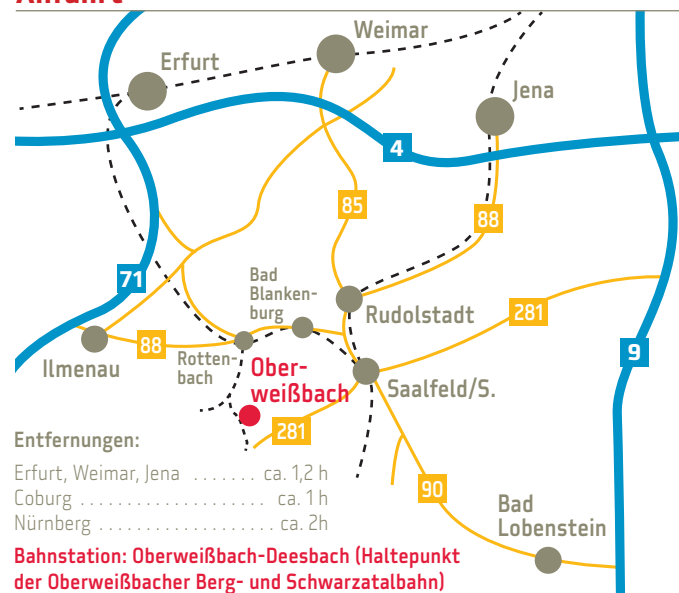 Anfahrt
Weimar
Erfurt
Jena
4
85
88
71
Bad
Blanken-
burg
Rudolstadt
281
88
9
Ilmenau
Rotten-
bach
Ober-
weißbach
Saalfeld/S.
281
Entfernungen:
Erfurt, Weimar, Jena ....... ca. 1,2 h
Coburg .................... ca. 1 h
Nürnberg .................. ca. 2h
90
Bad
Lobenstein
Bahnstation: Oberweißbach-Deesbach (Haltepunkt
der Oberweißbacher Berg- und Schwarzatalbahn)